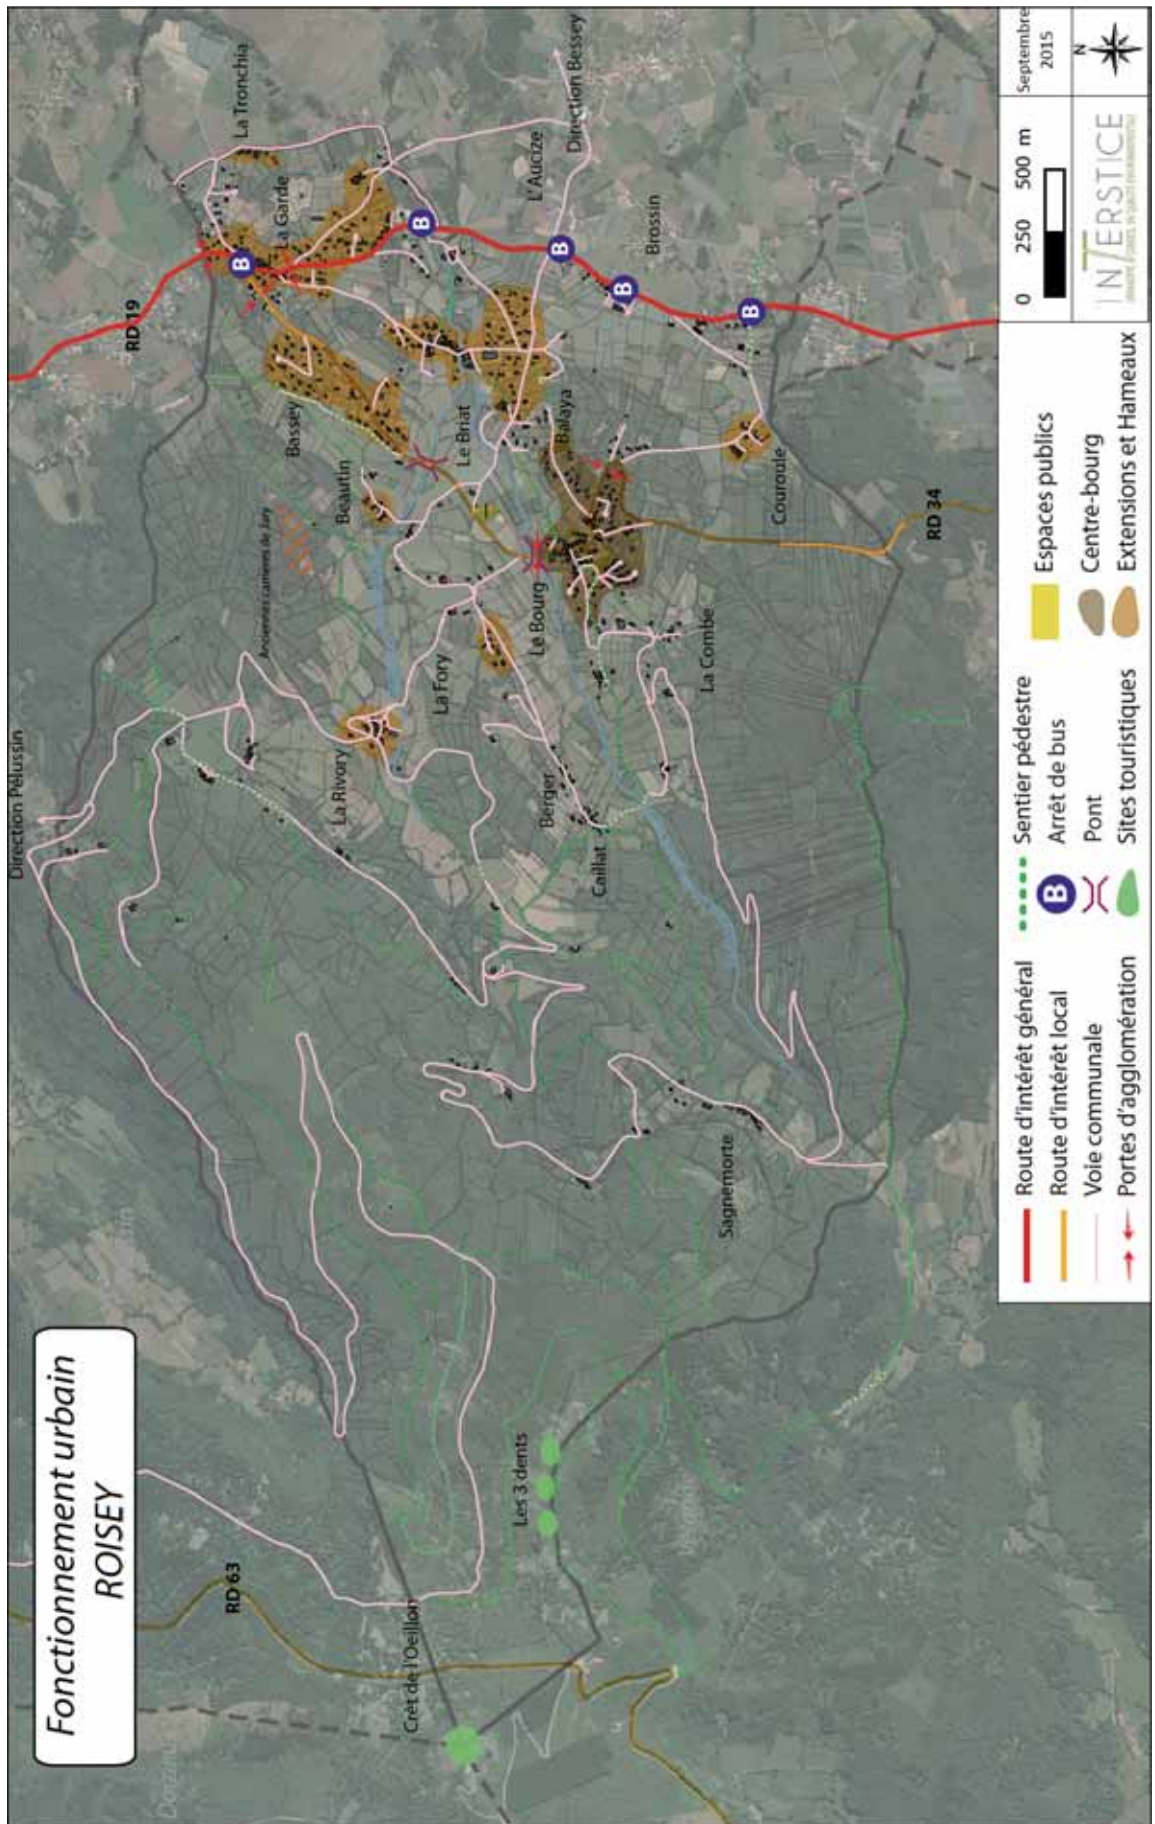 Fonctionnement urbain
ROISEY
Direction Pélussin
RD 19
RD 63
RD 34
La Tronchia
La Garde
Bassey
Beautin
Anciennes carrières de Jury
Le Briat
L'Aucize
Direction Bessey
Brossin
Balaya
Couroule
Le Bourg
La Combe
La Fory
La Rivory
Berger
Caillat
Sagnemorte
Les 3 dents
Crêt de l'Oeillon
B
B
B
B
B
Route d'intérêt général
Route d'intérêt local
Voie communale
Portes d'agglomération
Sentier pédestre
B
Arrêt de bus
Pont
Sites touristiques
Espaces publics
Centre-bourg
Extensions et Hameaux
0 250 500 m
Septembre
2015
INTERSTICE
N